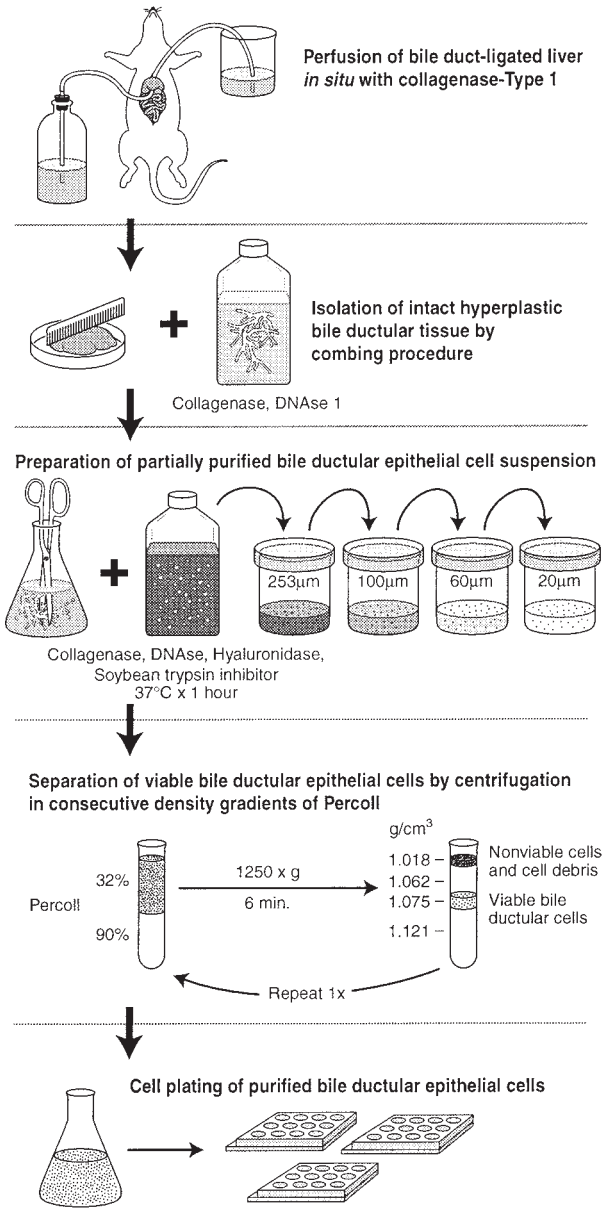 Perfusion of bile duct-ligated liver
in situ with collagenase-Type 1
Isolation of intact hyperplastic
bile ductular tissue by
combing procedure
Collagenase, DNAse 1
Preparation of partially purified bile ductular epithelial cell suspension
253µm
100µm
60µm
20µm
Collagenase, DNAse, Hyaluronidase,
Soybean trypsin inhibitor
37°C x 1 hour
Separation of viable bile ductular epithelial cells by centrifugation
in consecutive density gradients of Percoll
Percoll
32%
90%
1250 x g
6 min.
g/cm³
1.018 –
1.062 –
1.075 –
1.121 –
Nonviable cells
and cell debris
Viable bile
ductular cells
Repeat 1x
Cell plating of purified bile ductular epithelial cells